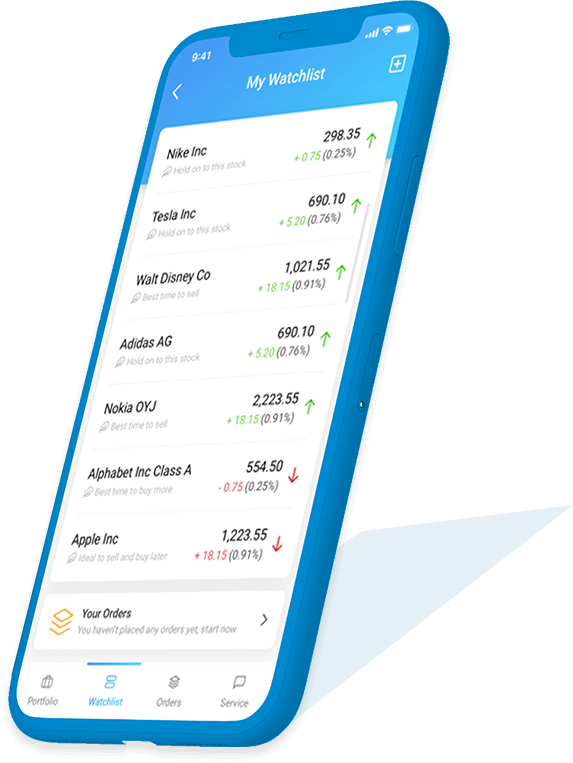 9:41
My Watchlist
Nike Inc
298.35
Hold on to this stock
+ 0.75 (0.25%)
Tesla Inc
690.10
Hold on to this stock
+ 5.20 (0.76%)
Walt Disney Co
1,021.55
Best time to sell
+ 18.15 (0.91%)
Adidas AG
690.10
Hold on to this stock
+ 5.20 (0.76%)
Nokia OYJ
2,223.55
Best time to sell
+ 18.15 (0.91%)
Alphabet Inc Class A
554.50
Best time to buy more
- 0.75 (0.25%)
Apple Inc
1,223.55
Ideal to sell and buy later
+ 18.15 (0.91%)
Your Orders
You haven't placed any orders yet, start now
Portfolio
Watchlist
Orders
Service